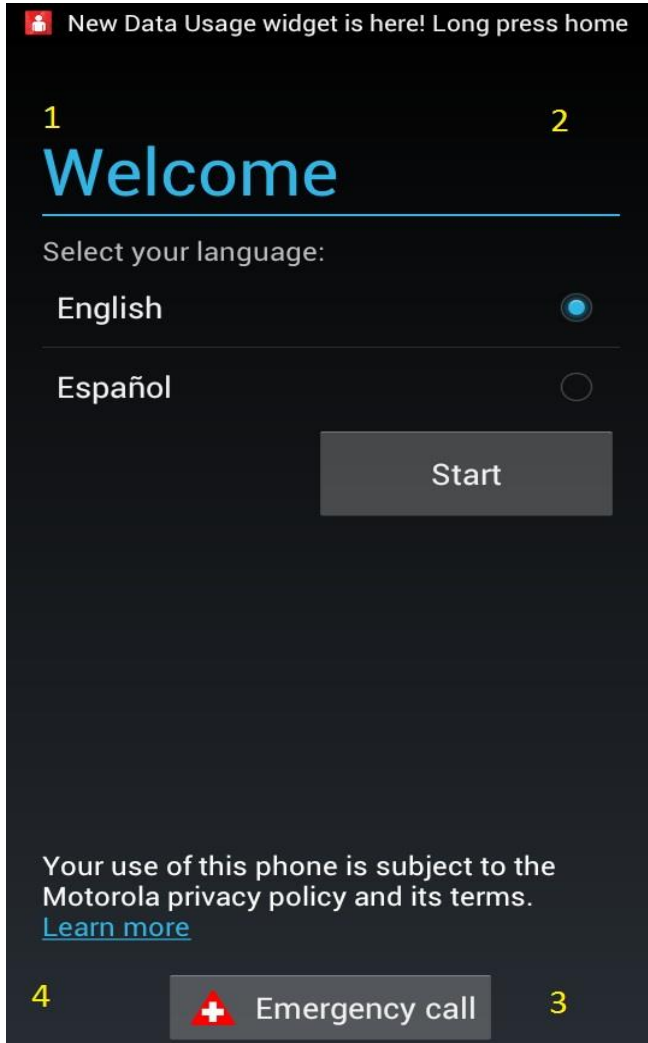 New Data Usage widget is here! Long press home
1 2
Welcome
Select your language:
English
Español
Start
Your use of this phone is subject to the
Motorola privacy policy and its terms.
Learn more
4 Emergency call 3